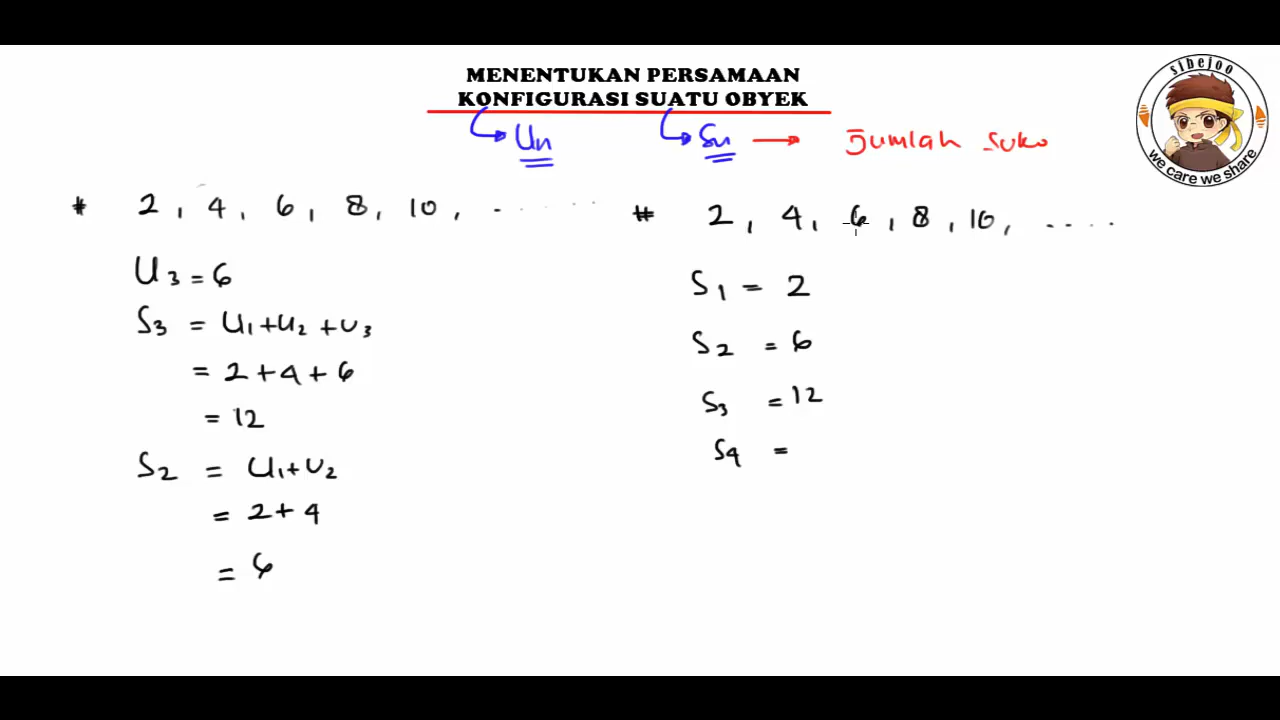 MENENTUKAN PERSAMAAN
KONFIGURASI SUATU OBYEK
Un
Sn → Jumlah Suku
sibejoo
we care we share
* 2, 4, 6, 8, 10, ......
U3 = 6
S3 = U1+U2+U3
= 2+4+6
= 12
S2 = U1+U2
= 2+4
= 6
# 2, 4, 6, 8, 10, ....
S1 = 2
S2 = 6
S3 = 12
S4 =